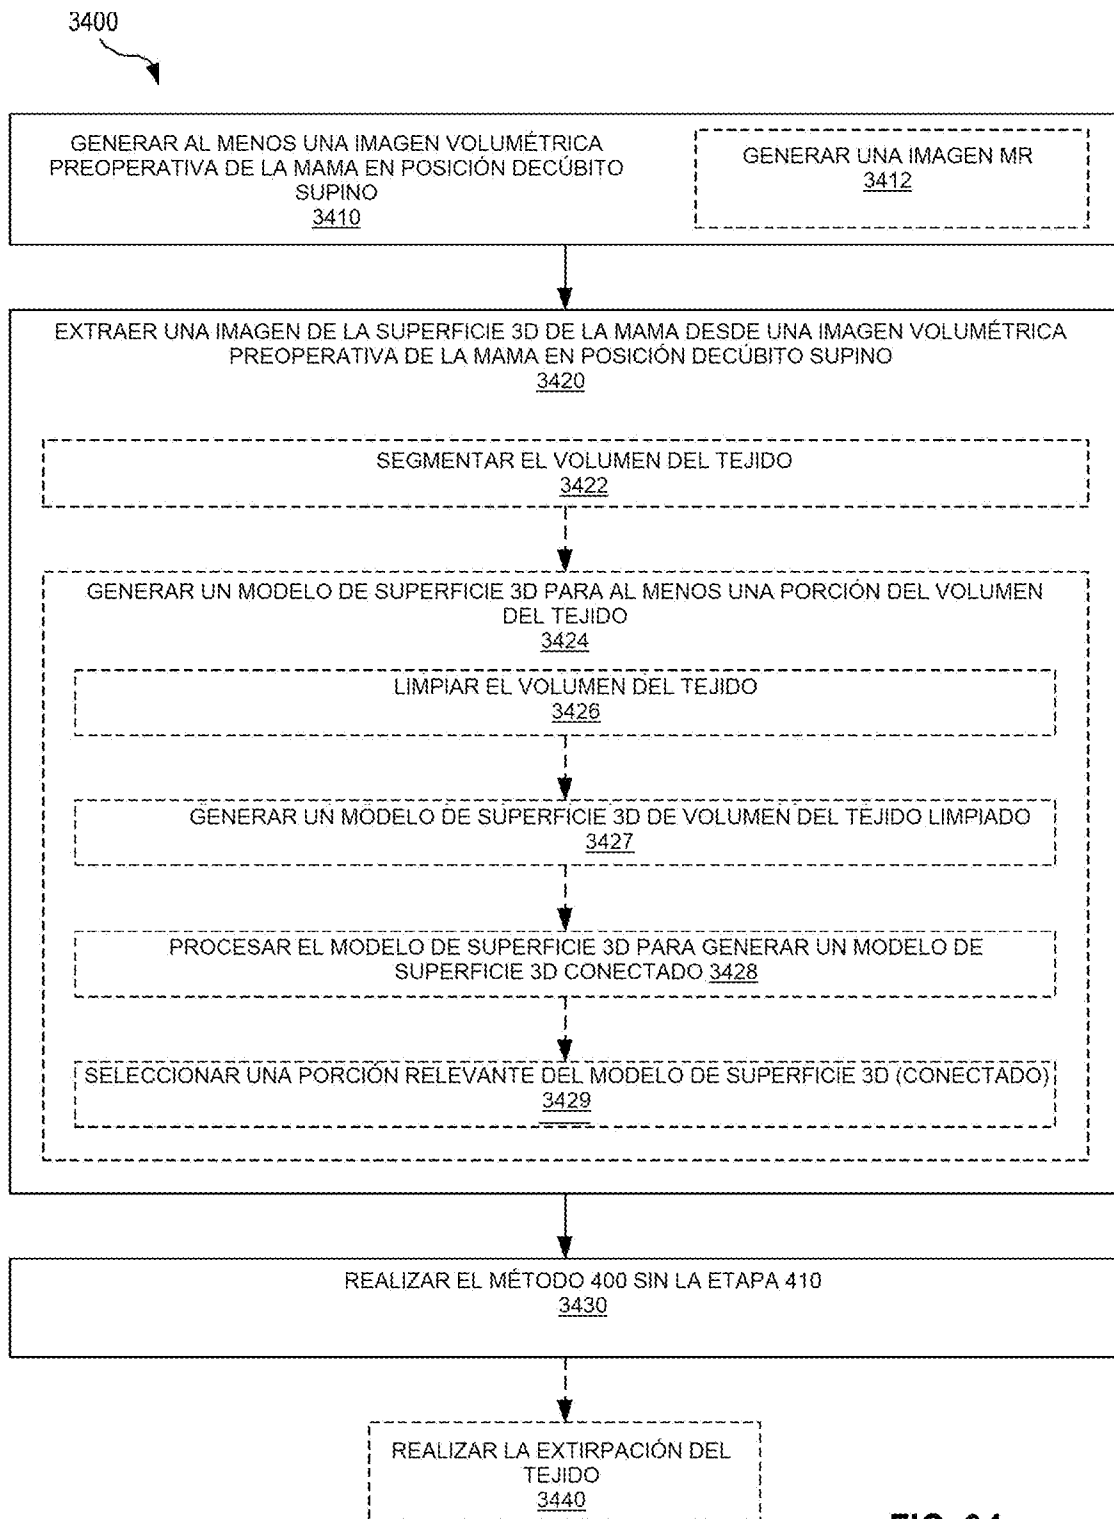 3400
GENERAR AL MENOS UNA IMAGEN VOLUMÉTRICA
PREOPERATIVA DE LA MAMA EN POSICIÓN DECÚBITO
SUPINO
3410
GENERAR UNA IMAGEN MR
3412
EXTRAER UNA IMAGEN DE LA SUPERFICIE 3D DE LA MAMA DESDE UNA IMAGEN VOLUMÉTRICA
PREOPERATIVA DE LA MAMA EN POSICIÓN DECÚBITO SUPINO
3420
SEGMENTAR EL VOLUMEN DEL TEJIDO
3422
GENERAR UN MODELO DE SUPERFICIE 3D PARA AL MENOS UNA PORCIÓN DEL VOLUMEN
DEL TEJIDO
3424
LIMPIAR EL VOLUMEN DEL TEJIDO
3426
GENERAR UN MODELO DE SUPERFICIE 3D DE VOLUMEN DEL TEJIDO LIMPIADO
3427
PROCESAR EL MODELO DE SUPERFICIE 3D PARA GENERAR UN MODELO DE
SUPERFICIE 3D CONECTADO 3428
SELECCIONAR UNA PORCIÓN RELEVANTE DEL MODELO DE SUPERFICIE 3D (CONECTADO)
3429
REALIZAR EL MÉTODO 400 SIN LA ETAPA 410
3430
REALIZAR LA EXTIRPACIÓN DEL
TEJIDO
3440